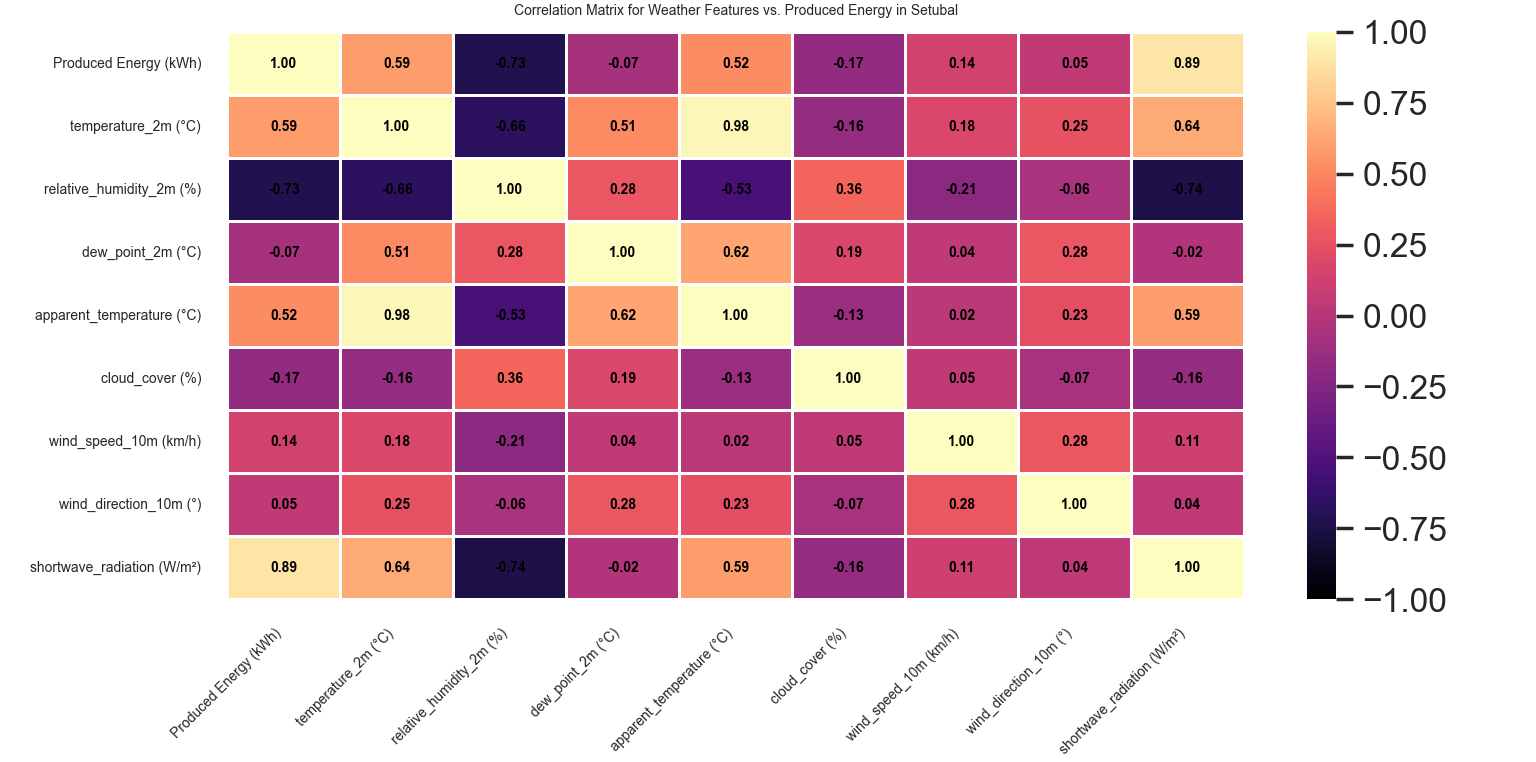 Correlation Matrix for Weather Features vs. Produced Energy in Setubal
Produced Energy (kWh) 1.00 0.59 -0.73 -0.07 0.52 -0.17 0.14 0.05 0.89
temperature_2m (°C) 0.59 1.00 -0.66 0.51 0.98 -0.16 0.18 0.25 0.64
relative_humidity_2m (%) -0.73 -0.66 1.00 0.28 -0.53 0.36 -0.21 -0.06 -0.74
dew_point_2m (°C) -0.07 0.51 0.28 1.00 0.62 0.19 0.04 0.28 -0.02
apparent_temperature (°C) 0.52 0.98 -0.53 0.62 1.00 -0.13 0.02 0.23 0.59
cloud_cover (%) -0.17 -0.16 0.36 0.19 -0.13 1.00 0.05 -0.07 -0.16
wind_speed_10m (km/h) 0.14 0.18 -0.21 0.04 0.02 0.05 1.00 0.28 0.11
wind_direction_10m (°) 0.05 0.25 -0.06 0.28 0.23 -0.07 0.28 1.00 0.04
shortwave_radiation (W/m²) 0.89 0.64 -0.74 -0.02 0.59 -0.16 0.11 0.04 1.00
Produced Energy (kWh)
temperature_2m (°C)
relative_humidity_2m (%)
dew_point_2m (°C)
apparent_temperature (°C)
cloud_cover (%)
wind_speed_10m (km/h)
wind_direction_10m (°)
shortwave_radiation (W/m²)
1.00
0.75
0.50
0.25
0.00
−0.25
−0.50
−0.75
−1.00